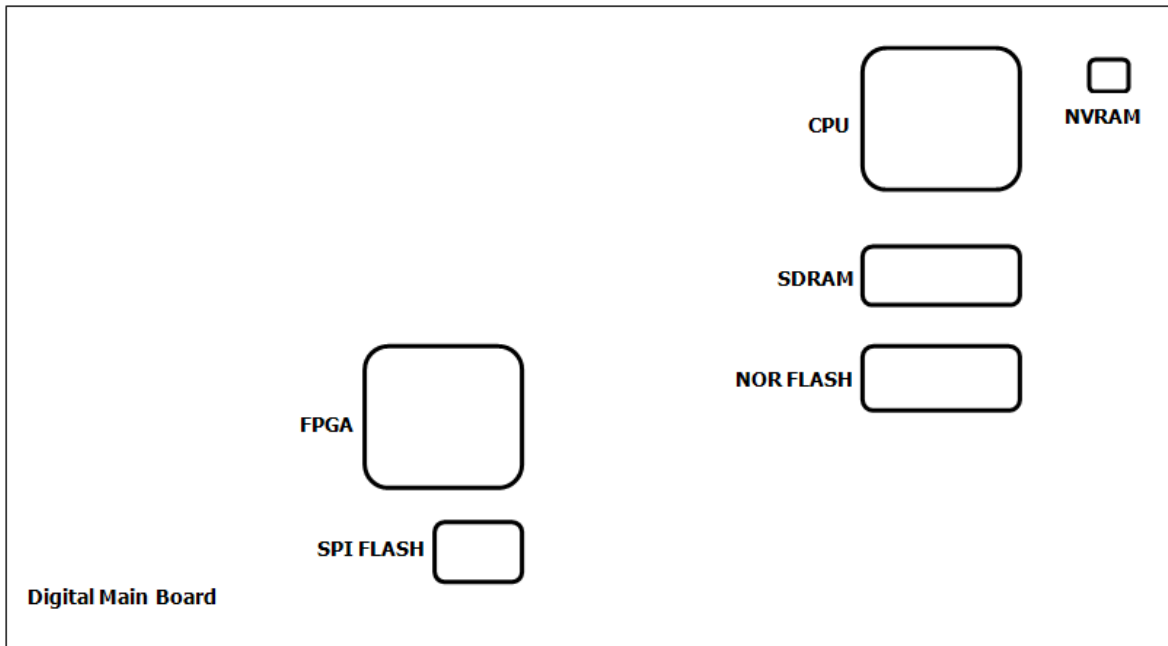 CPU
NVRAM
SDRAM
NOR FLASH
FPGA
SPI FLASH
Digital Main Board